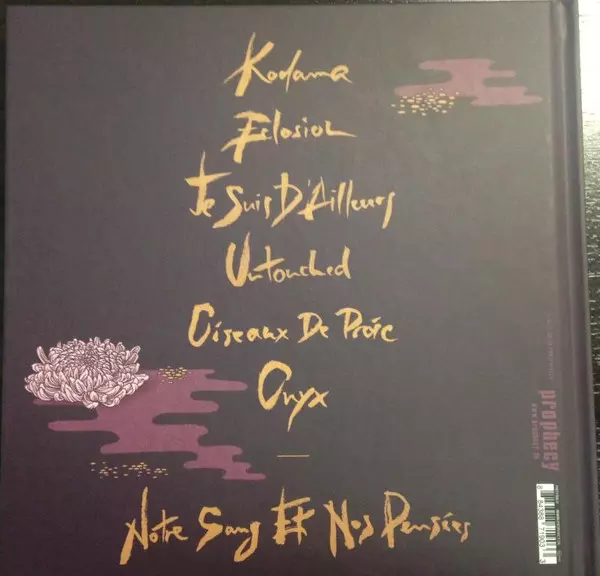 Kodama
Eclosion
Je Suis D'Ailleurs
Untouched
Oiseaux De Proie
Onyx
Notre Sang Et Nos Pensées
prophecy